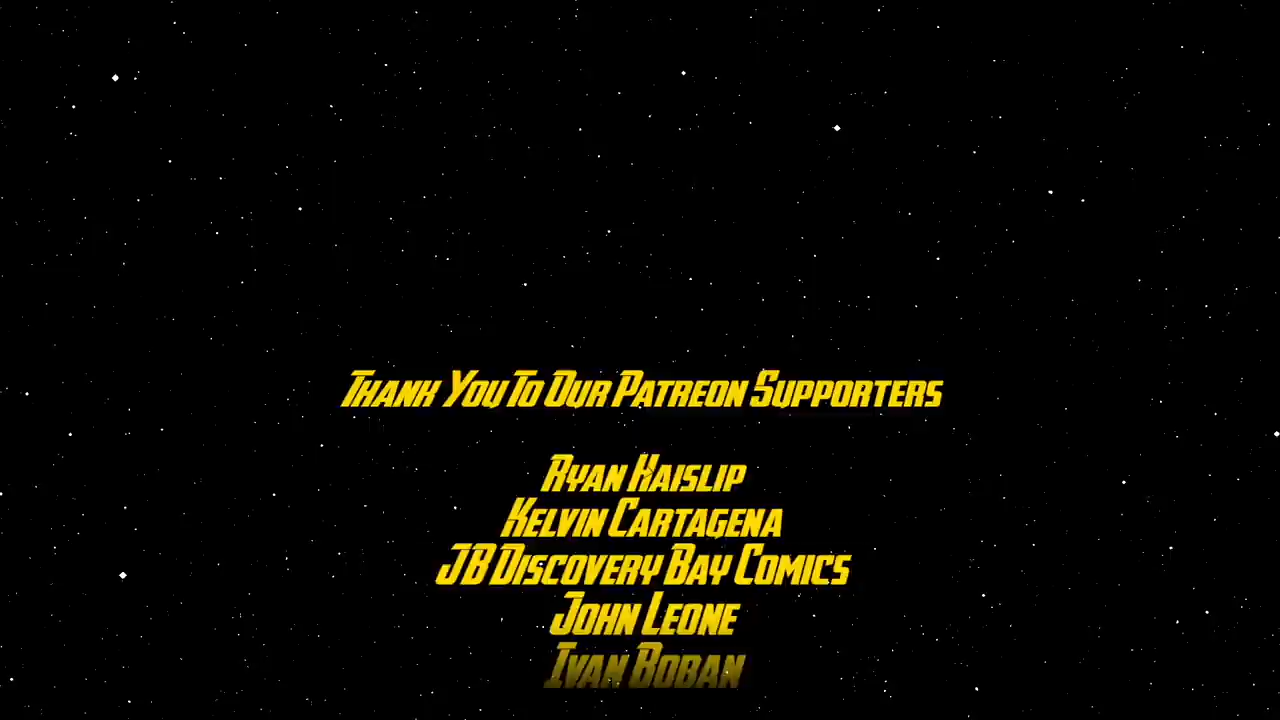 Thank You To Our Patreon Supporters
Ryan Haislip
Kelvin Cartagena
JB Discovery Bay Comics
John Leone
Ivan Boban